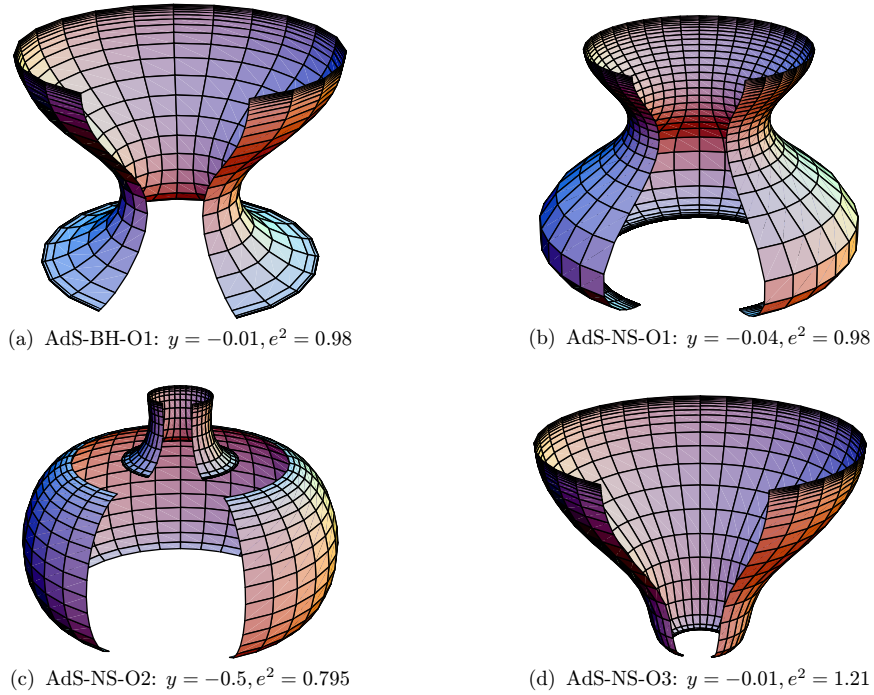 (a) AdS-BH-O1: y = −0.01, e² = 0.98
(b) AdS-NS-O1: y = −0.04, e² = 0.98
(c) AdS-NS-O2: y = −0.5, e² = 0.795
(d) AdS-NS-O3: y = −0.01, e² = 1.21